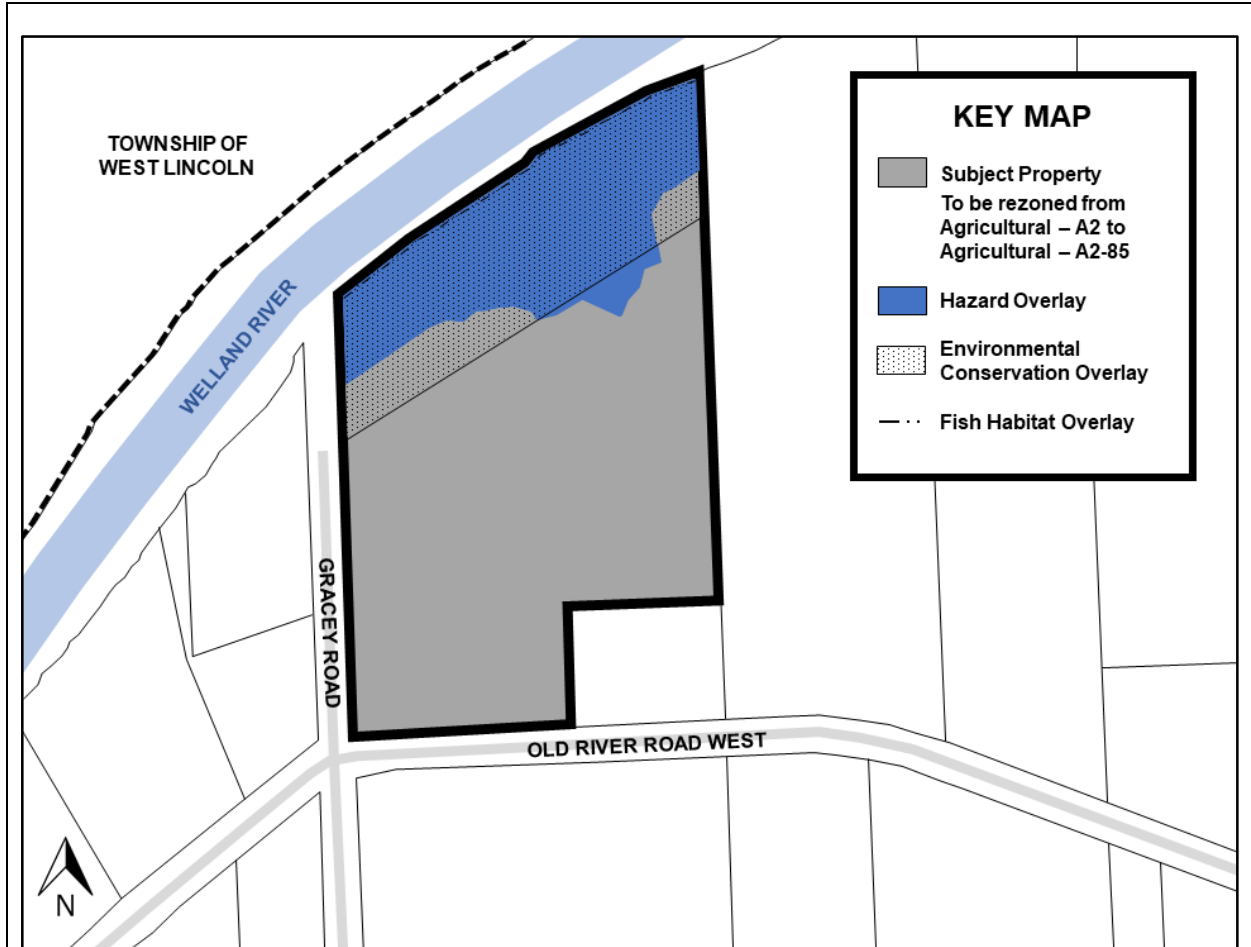 TOWNSHIP OF
WEST LINCOLN
WELLAND RIVER
GRACEY ROAD
OLD RIVER ROAD WEST
N
KEY MAP
Subject Property
To be rezoned from
Agricultural – A2 to
Agricultural – A2-85
Hazard Overlay
Environmental
Conservation Overlay
Fish Habitat Overlay